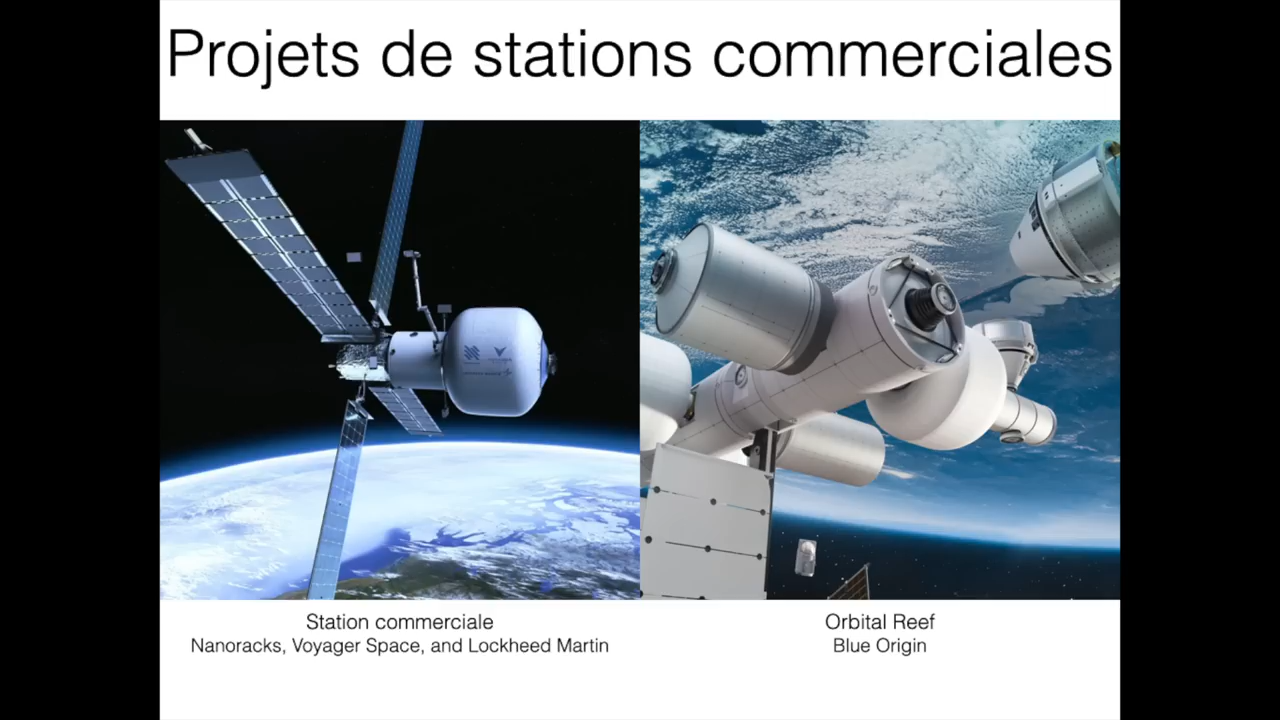 Projets de stations commerciales
Station commerciale
Nanoracks, Voyager Space, and Lockheed Martin
Orbital Reef
Blue Origin